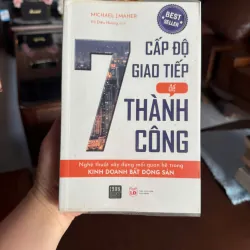 MICHAEL J.MAHER
BEST
SELLER
7
CẤP ĐỘ
GIAO TIẾP
để
THÀNH
CÔNG
Nghệ thuật xây dựng mối quan hệ trong
KINH DOANH BẤT ĐỘNG SẢN